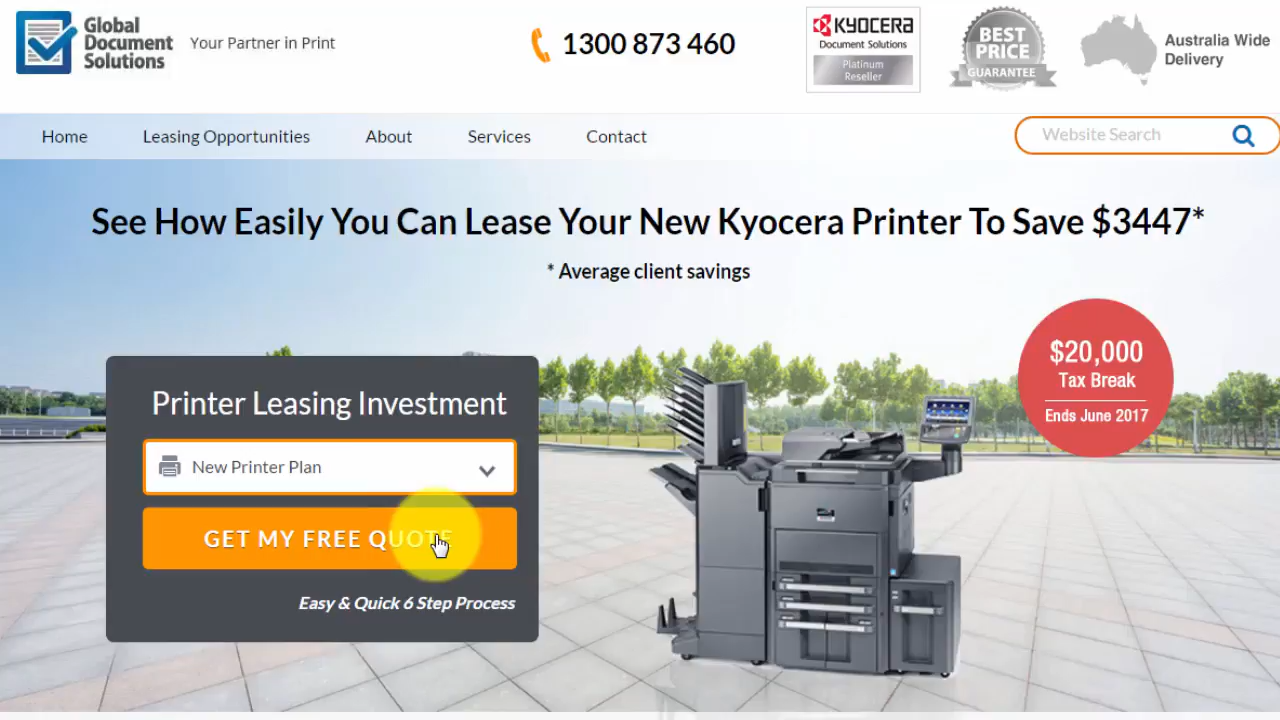 Global
Document
Solutions
Your Partner in Print
1300 873 460
KYOCERA
Document Solutions
Platinum
Reseller
BEST
PRICE
GUARANTEE
Australia Wide
Delivery
Home
Leasing Opportunities
About
Services
Contact
Website Search
See How Easily You Can Lease Your New Kyocera Printer To Save $3447*
* Average client savings
$20,000
Tax Break
Ends June 2017
Printer Leasing Investment
New Printer Plan
GET MY FREE QUOTE
Easy & Quick 6 Step Process